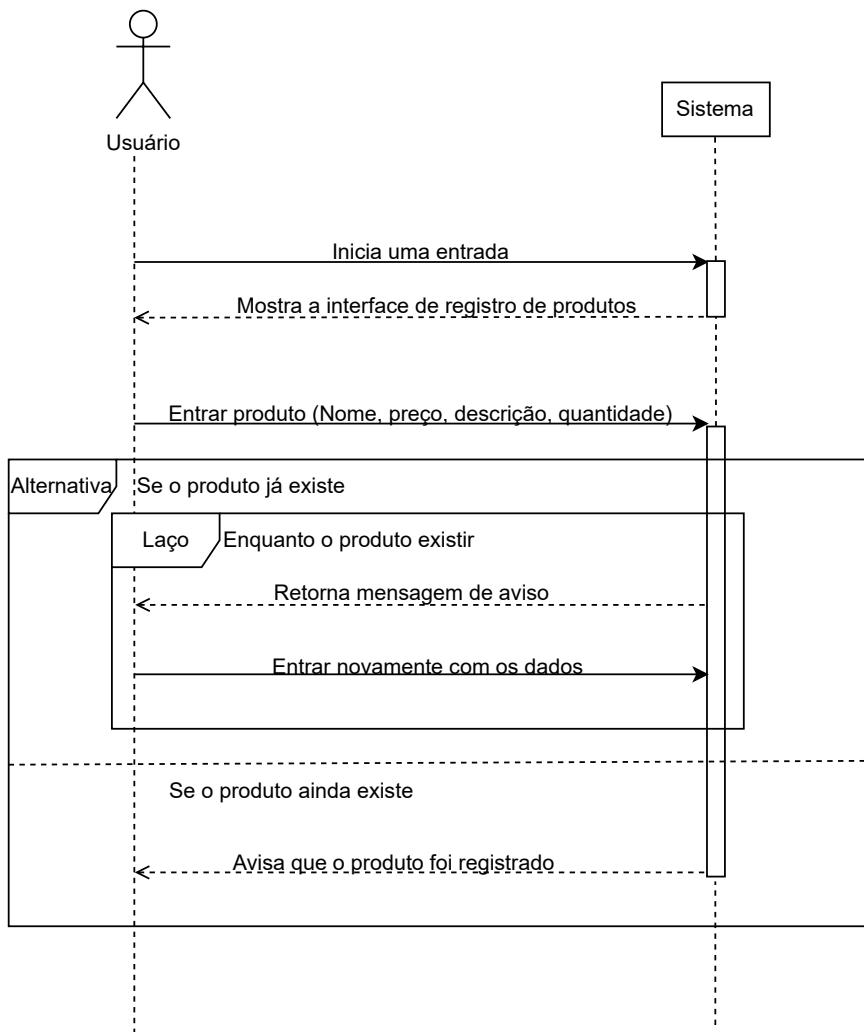 Usuário
Sistema
Inicia uma entrada
Mostra a interface de registro de produtos
Entrar produto (Nome, preço, descrição, quantidade)
Alternativa
Se o produto já existe
Laço
Enquanto o produto existir
Retorna mensagem de aviso
Entrar novamente com os dados
Se o produto ainda existe
Avisa que o produto foi registrado